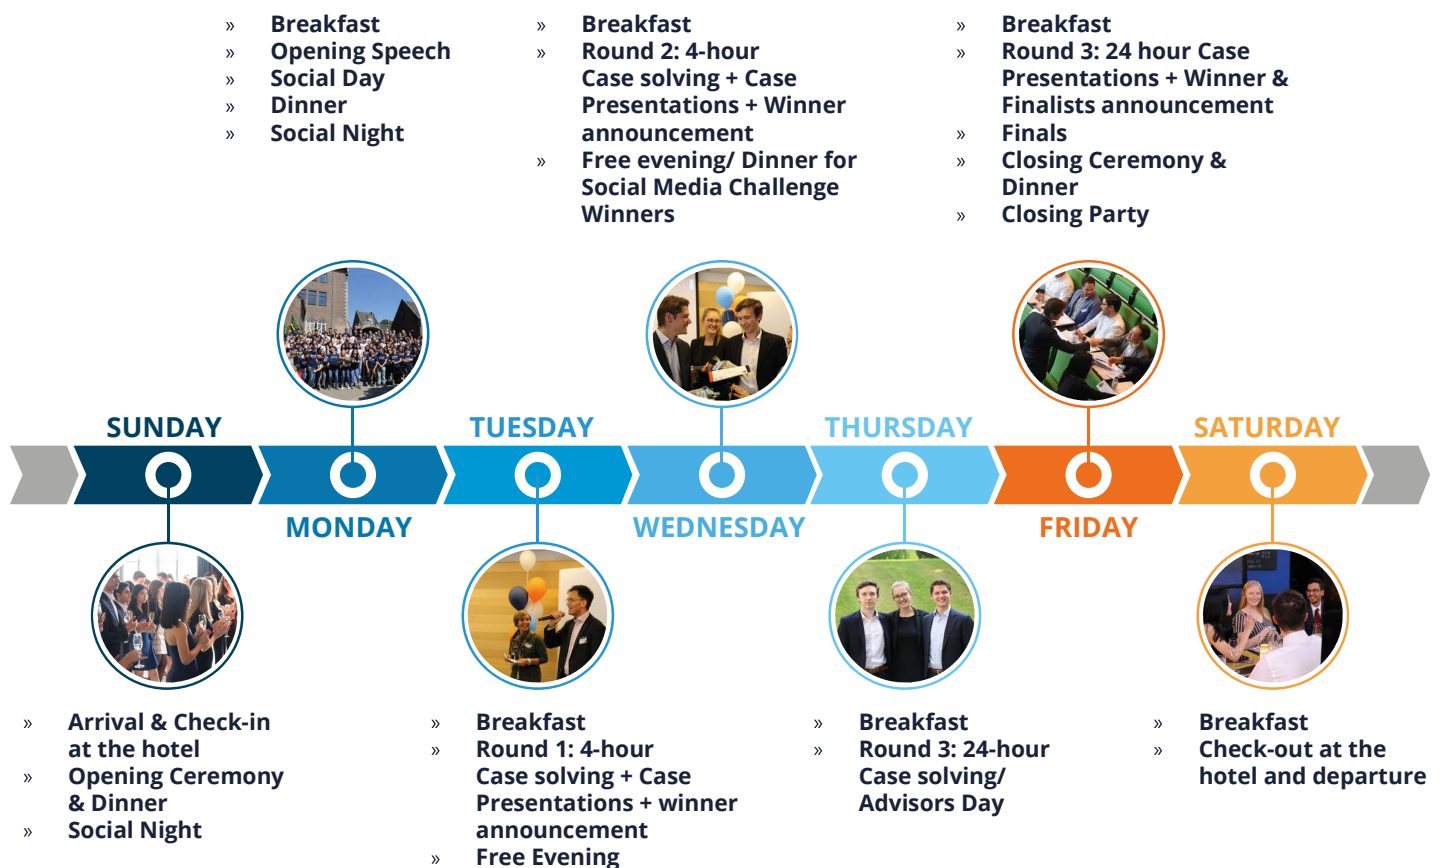 » Breakfast
» Opening Speech
» Social Day
» Dinner
» Social Night
» Breakfast
» Round 2: 4-hour
Case solving + Case
Presentations + Winner
announcement
» Free evening/ Dinner for
Social Media Challenge
Winners
» Breakfast
» Round 3: 24 hour Case
Presentations + Winner &
Finalists announcement
» Finals
» Closing Ceremony &
Dinner
» Closing Party
SUNDAY
MONDAY
TUESDAY
WEDNESDAY
THURSDAY
FRIDAY
SATURDAY
» Arrival & Check-in
at the hotel
» Opening Ceremony
& Dinner
» Social Night
» Breakfast
» Round 1: 4-hour
Case solving + Case
Presentations + winner
announcement
» Free Evening
» Breakfast
» Round 3: 24-hour
Case solving/
Advisors Day
» Breakfast
» Check-out at the
hotel and departure